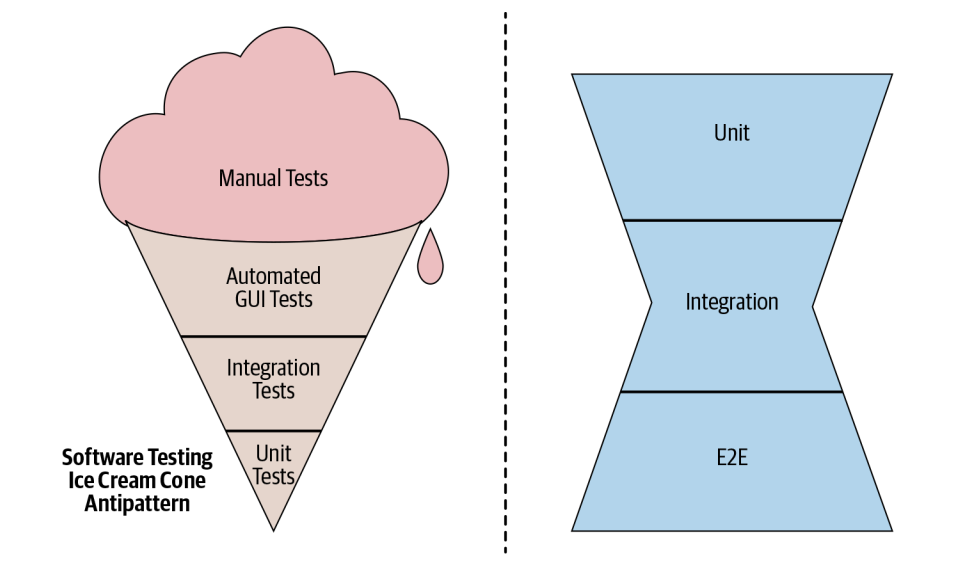 Manual Tests
Automated
GUI Tests
Integration
Tests
Unit
Tests
Software Testing
Ice Cream Cone
Antipattern
Unit
Integration
E2E